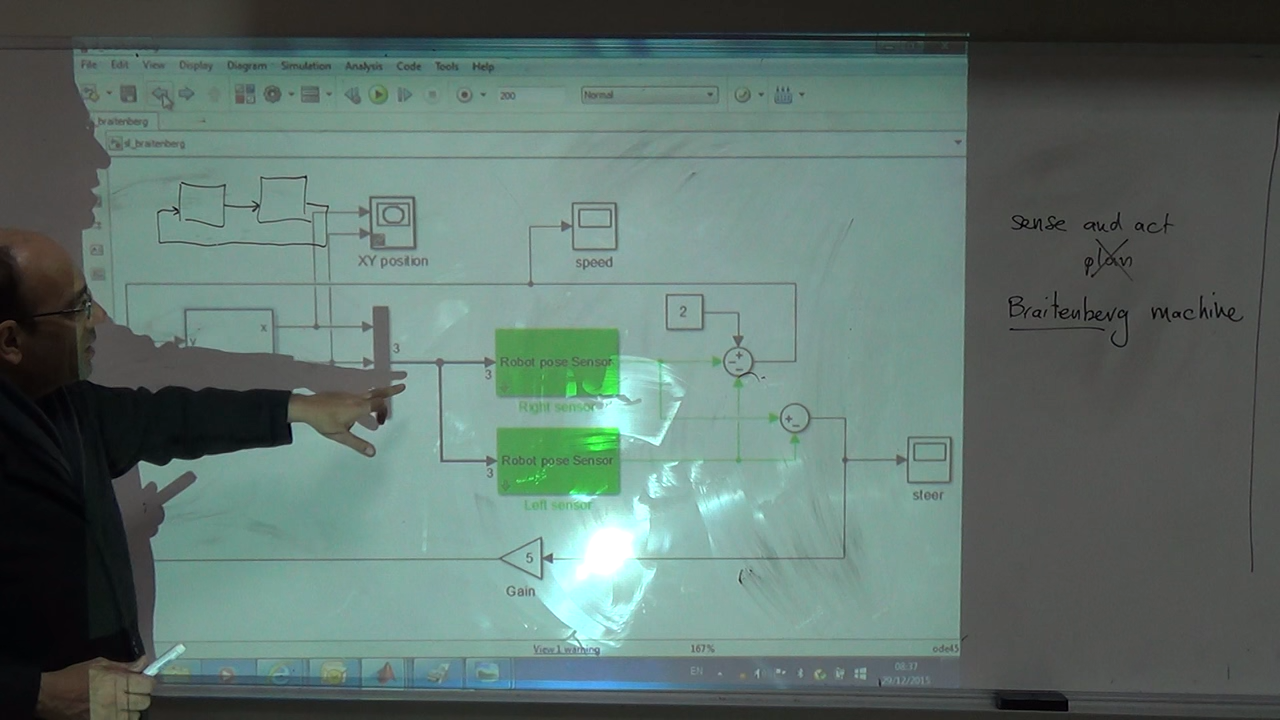 File Edit View Display Diagram Simulation Analysis Code Tools Help
200 Normal
braitenberg
sl_braitenberg
XY position
speed
sense and act
plan
Braitenberg machine
2
x
3
Robot pose Sensor
3
Right sensor
Robot pose Sensor
3
Left sensor
steer
5
Gain
View 1 warning 167% ode45
EN 08:37
29/12/2015